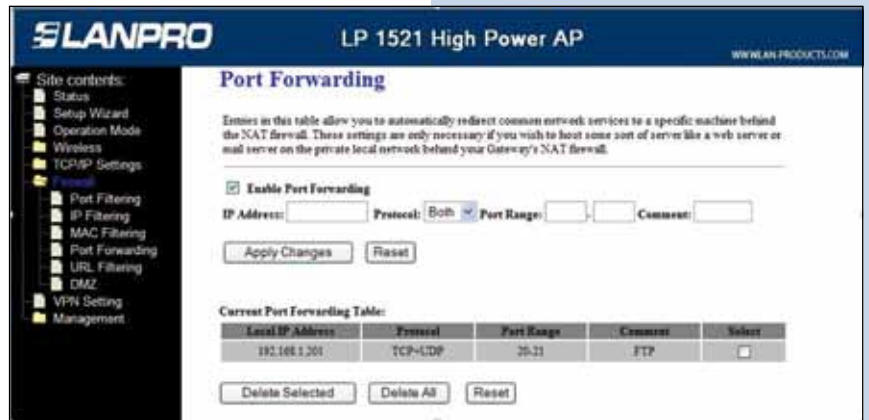 SLANPRO
LP 1521 High Power AP
WWW.LAN-PRODUCTS.COM
Site contents:
Status
Setup Wizard
Operation Mode
Wireless
TCP/IP Settings
Firewall
Port Filtering
IP Filtering
MAC Filtering
Port Forwarding
URL Filtering
DMZ
VPN Setting
Management
Port Forwarding
Entries in this table allow you to automatically redirect common network services to a specific machine behind
the NAT firewall. These settings are only necessary if you wish to host some sort of server like a web server or
mail server on the private local network behind your Gateway's NAT firewall.
Enable Port Forwarding
IP Address: Protocol: Both Port Range: - Comment:
Apply Changes Reset
Current Port Forwarding Table:
Local IP Address Protocol Port Range Comment Select
192.168.1.201 TCP+UDP 20-21 FTP
Delete Selected Delete All Reset